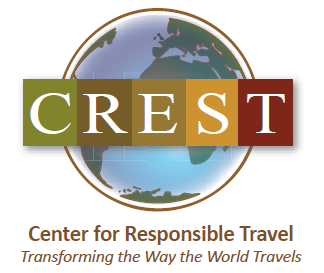 CREST
Center for Responsible Travel
Transforming the Way the World Travels